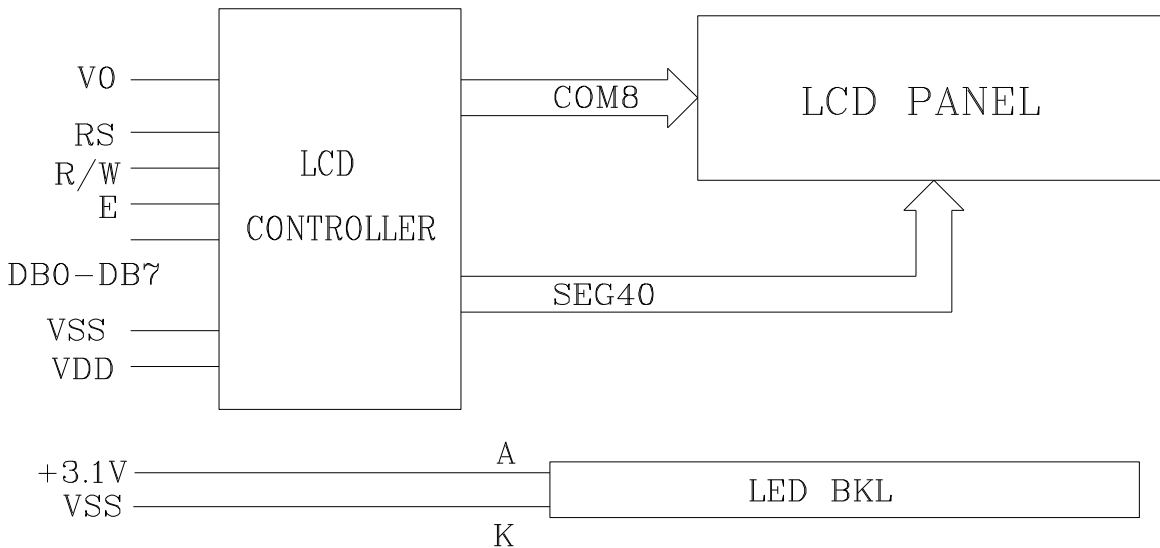 V0
RS
R/W
E
DB0-DB7
VSS
VDD
LCD
CONTROLLER
COM8
SEG40
LCD PANEL
+3.1V
VSS
A
K
LED BKL